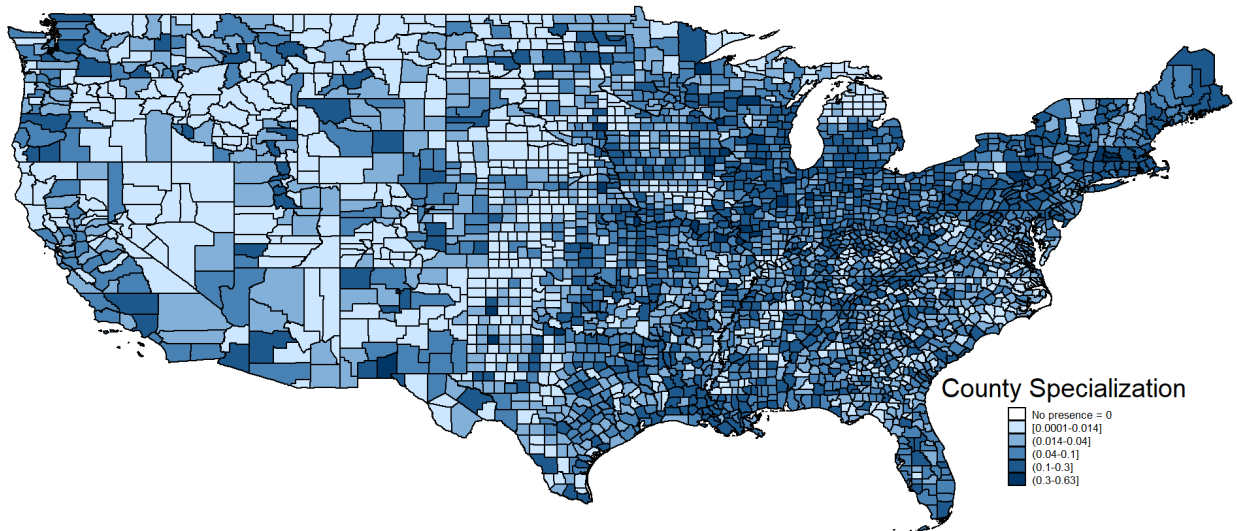 County Specialization
No presence = 0
[0.0001-0.014]
(0.014-0.04]
(0.04-0.1]
(0.1-0.3]
(0.3-0.63]